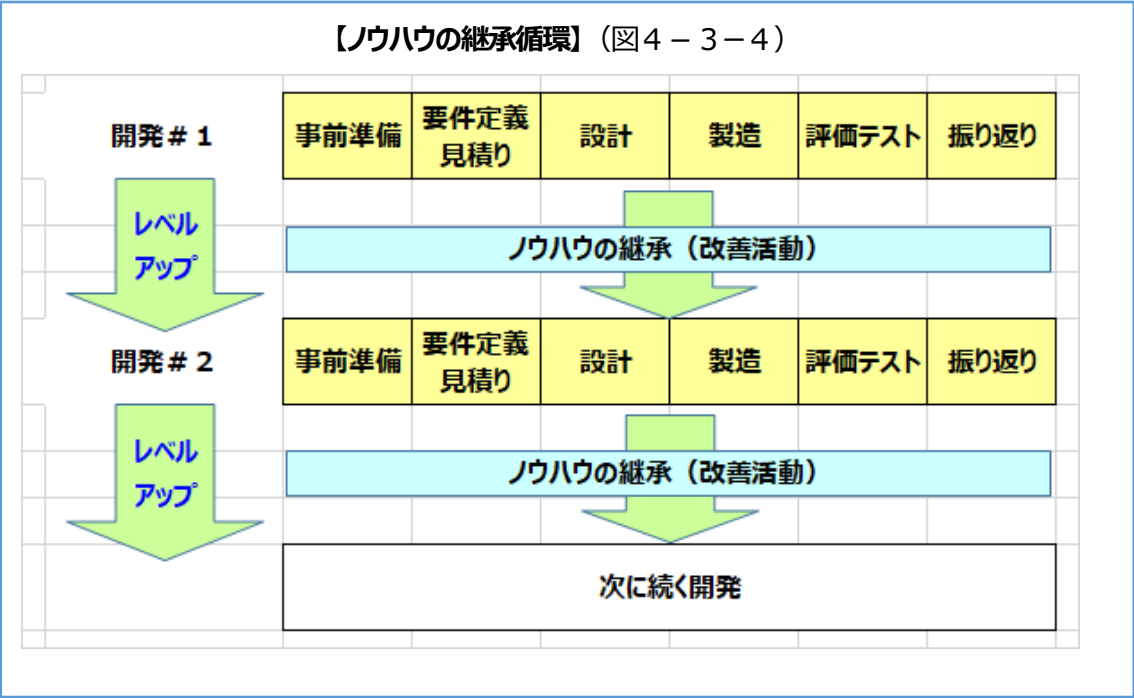 【ノウハウの継承循環】（図４－３－４）
開発＃１
事前準備
要件定義
見積り
設計
製造
評価テスト
振り返り
レベル
アップ
ノウハウの継承（改善活動）
開発＃２
事前準備
要件定義
見積り
設計
製造
評価テスト
振り返り
レベル
アップ
ノウハウの継承（改善活動）
次に続く開発